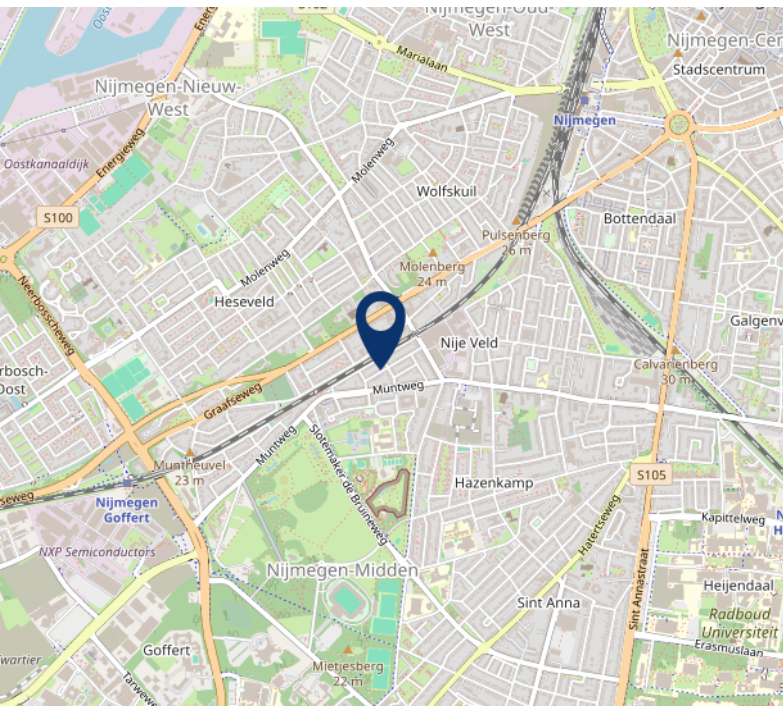 Nijmegen-Oud-
West
Nijmegen-Cen
Marialaan
Stadscentrum
Nijmegen-Nieuw-
West
Nijmegen
Energieweg
Oostkanaaldijk
Molenweg
Wolfskuil
S100
Bottendaal
Pulsenberg
26 m
Molenberg
24 m
Molenweg
Neerbosscheweg
Heseveld
Galgenv
Nije Veld
rbosch-
Oost
Calvariënberg
30 m
Graafseweg
Muntweg
Muntweg
Slotemaker de Bruïneweg
Muntheuvel
23 m
S105
Hazenkamp
seweg
Nijmegen
Goffert
Hatertseweg
Kapittelweg
NXP Semiconductors
Nijmegen-Midden
Sint Annastraat
Heijendaal
Sint Anna
Radboud
Universiteit
Goffert
Erasmuslaan
wartier
Mietjesberg
22 m
Tarwewe